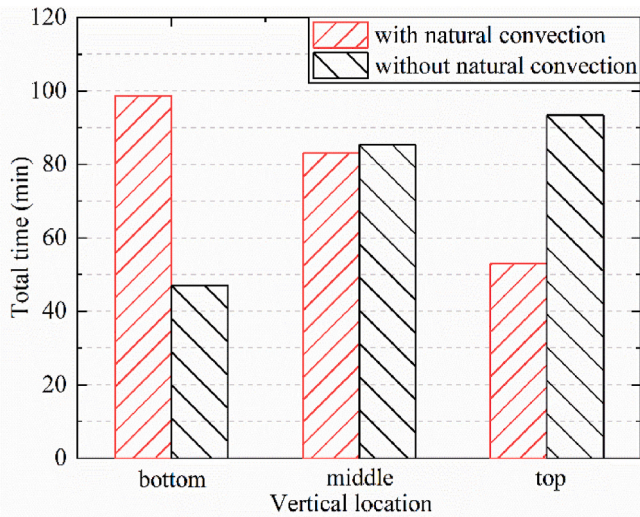 120
100
80
60
40
20
0
Total time (min)
with natural convection
without natural convection
bottom middle top
Vertical location